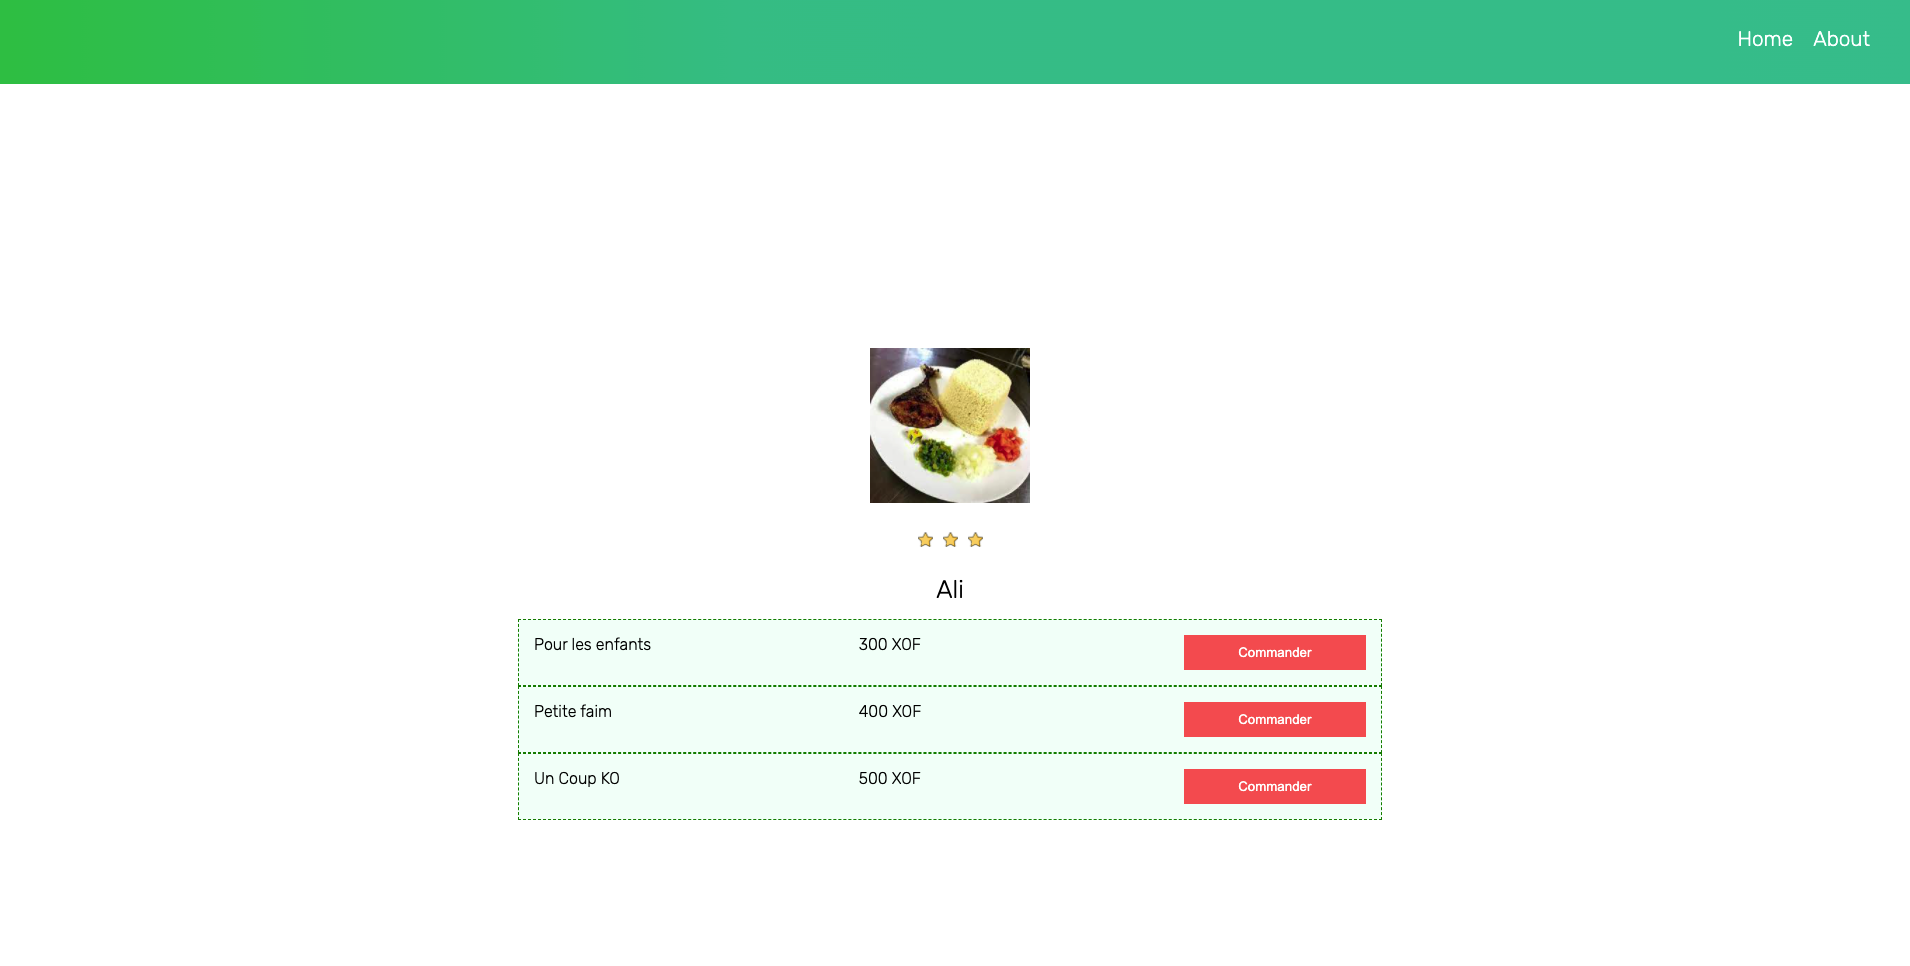 Home About
Ali
Pour les enfants 300 XOF Commander
Petite faim 400 XOF Commander
Un Coup KO 500 XOF Commander